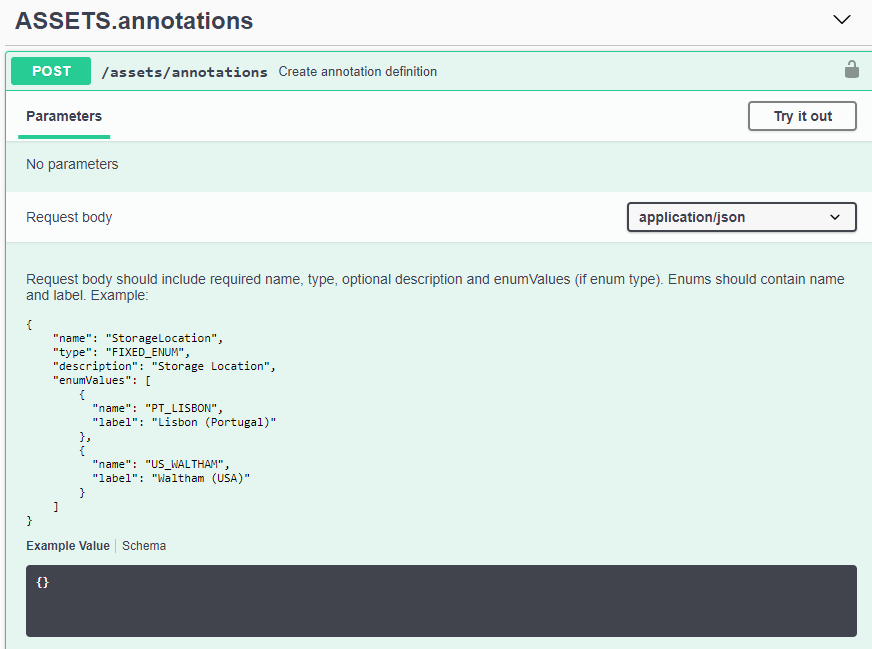 ASSETS.annotations
POST /assets/annotations Create annotation definition
Parameters Try it out
No parameters
Request body application/json
Request body should include required name, type, optional description and enumValues (if enum type). Enums should contain name
and label. Example:
{
    "name": "StorageLocation",
    "type": "FIXED_ENUM",
    "description": "Storage Location",
    "enumValues": [
        {
          "name": "PT_LISBON",
          "label": "Lisbon (Portugal)"
        },
        {
          "name": "US_WALTHAM",
          "label": "Waltham (USA)"
        }
    ]
}
Example Value Schema
{}